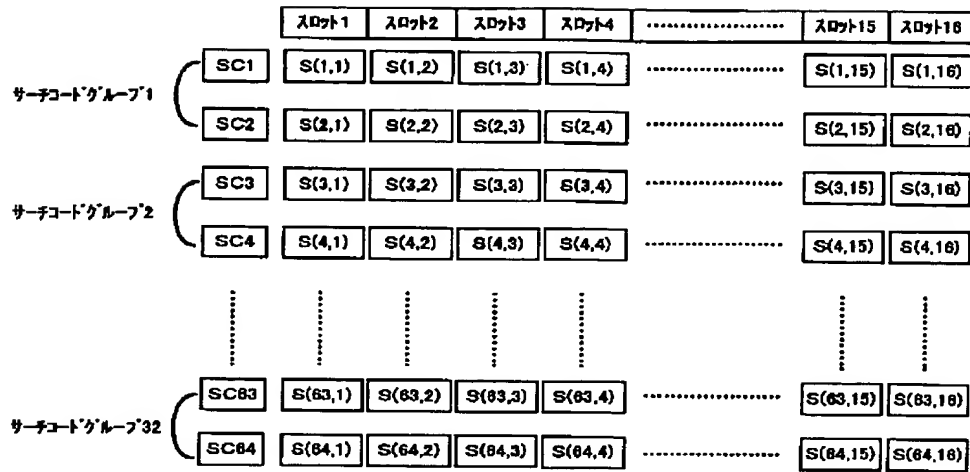 スロット1 スロット2 スロット3 スロット4 スロット15 スロット16
SC1 S(1,1) S(1,2) S(1,3) S(1,4) S(1,15) S(1,16)
サーチコードグループ1
SC2 S(2,1) S(2,2) S(2,3) S(2,4) S(2,15) S(2,16)
SC3 S(3,1) S(3,2) S(3,3) S(3,4) S(3,15) S(3,16)
サーチコードグループ2
SC4 S(4,1) S(4,2) S(4,3) S(4,4) S(4,15) S(4,16)
SC63 S(63,1) S(63,2) S(63,3) S(63,4) S(63,15) S(63,16)
サーチコードグループ32
SC64 S(64,1) S(64,2) S(64,3) S(64,4) S(64,15) S(64,16)